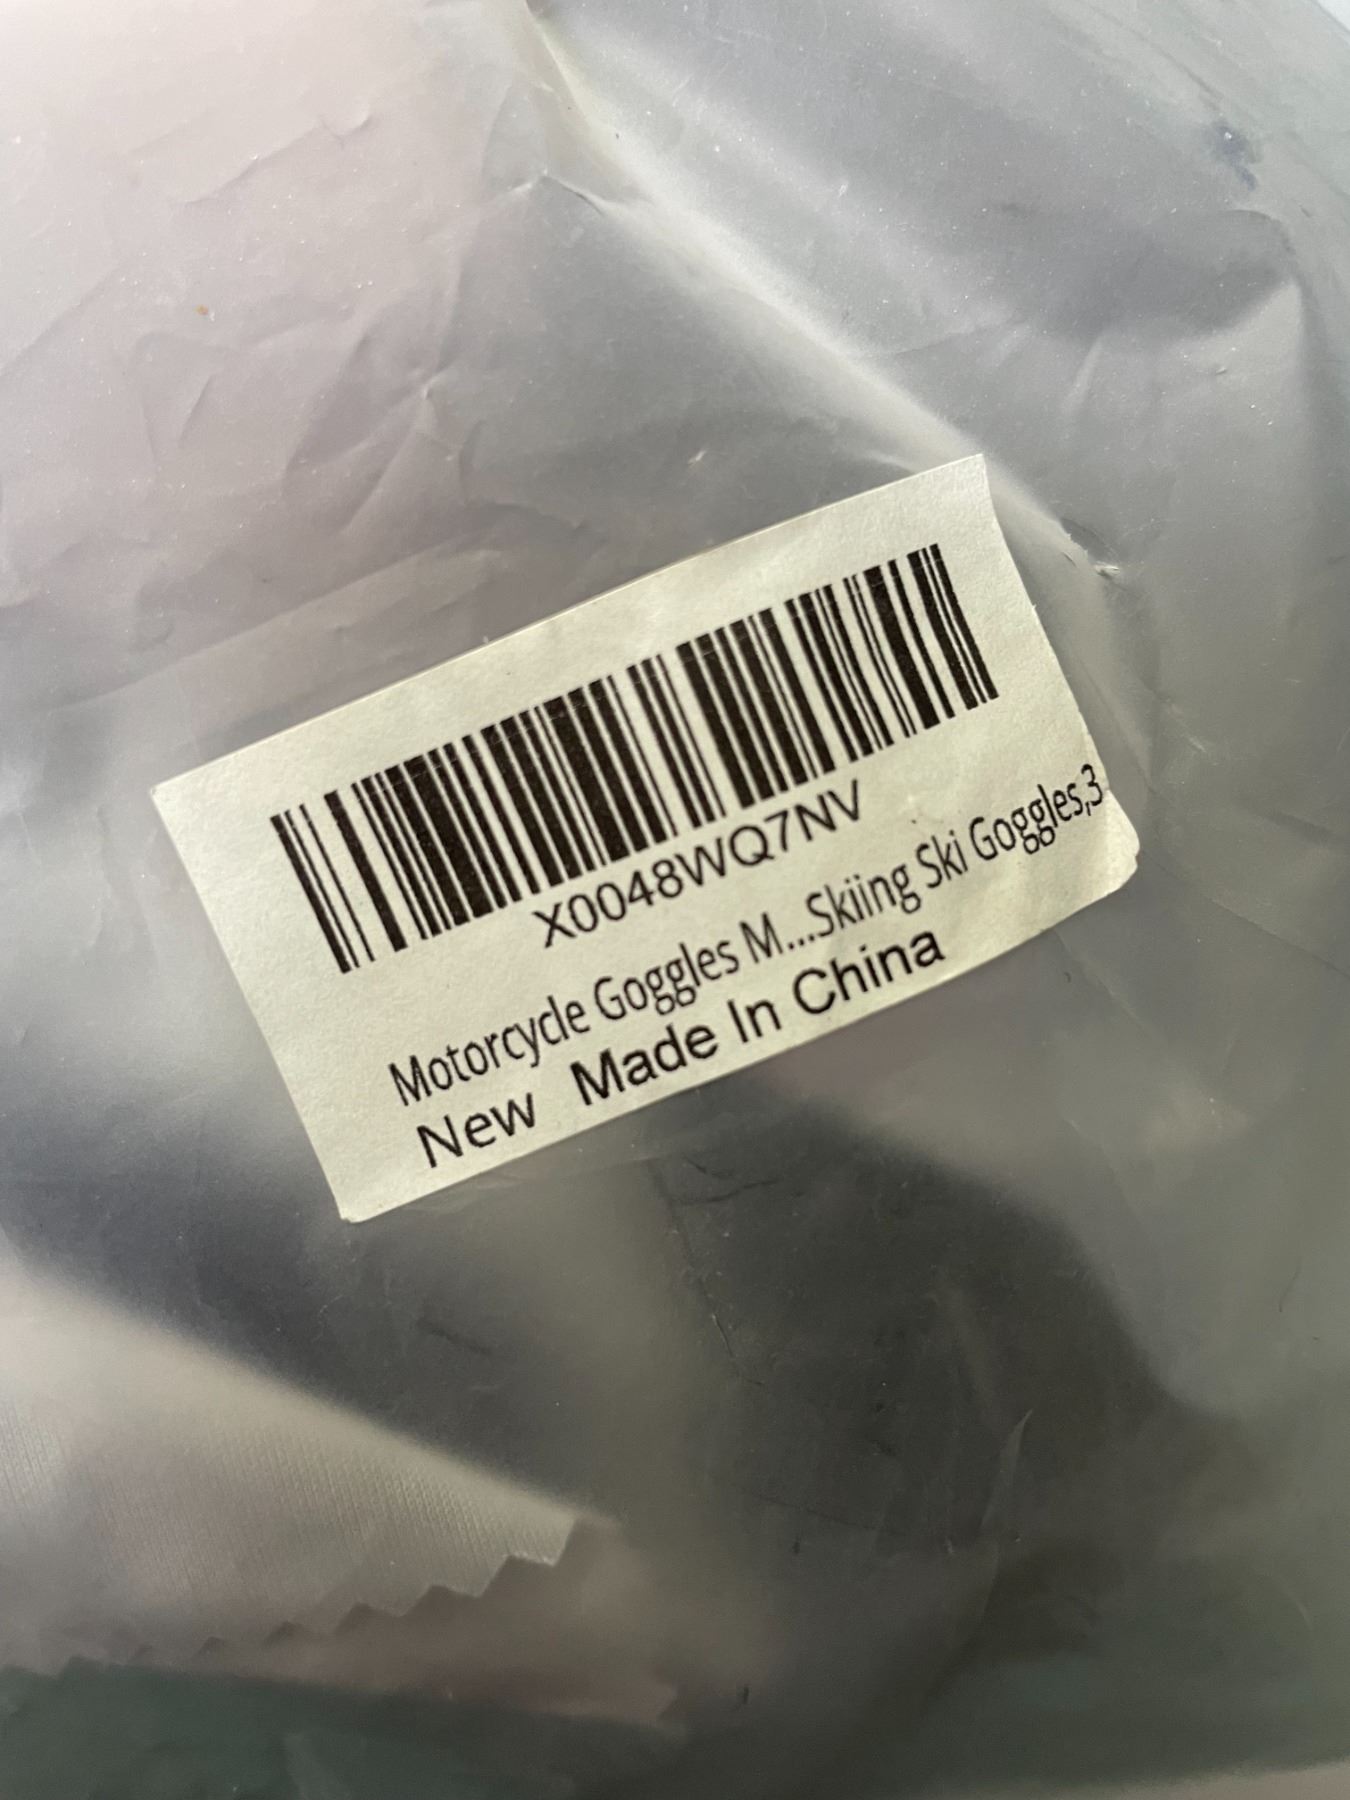 X0048WQ7NV
Motorcycle Goggles M...Skiing Ski Goggles,3
New Made In China